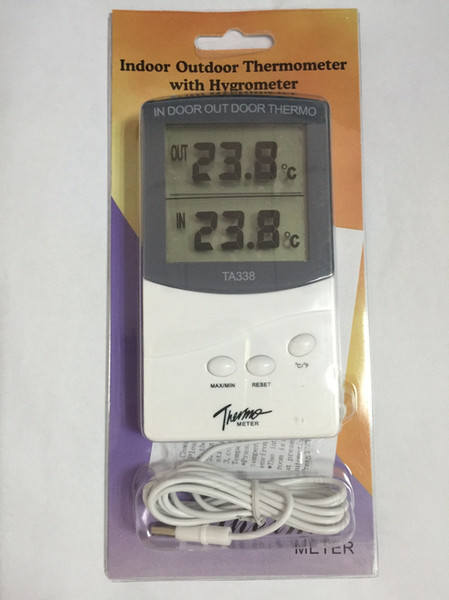 Indoor Outdoor Thermometer
with Hygrometer
IN DOOR OUT DOOR THERMO
OUT 23.8 °C
IN 23.8 °C
TA338
MAX/MIN RESET °C/°F
Thermo
METER
METER